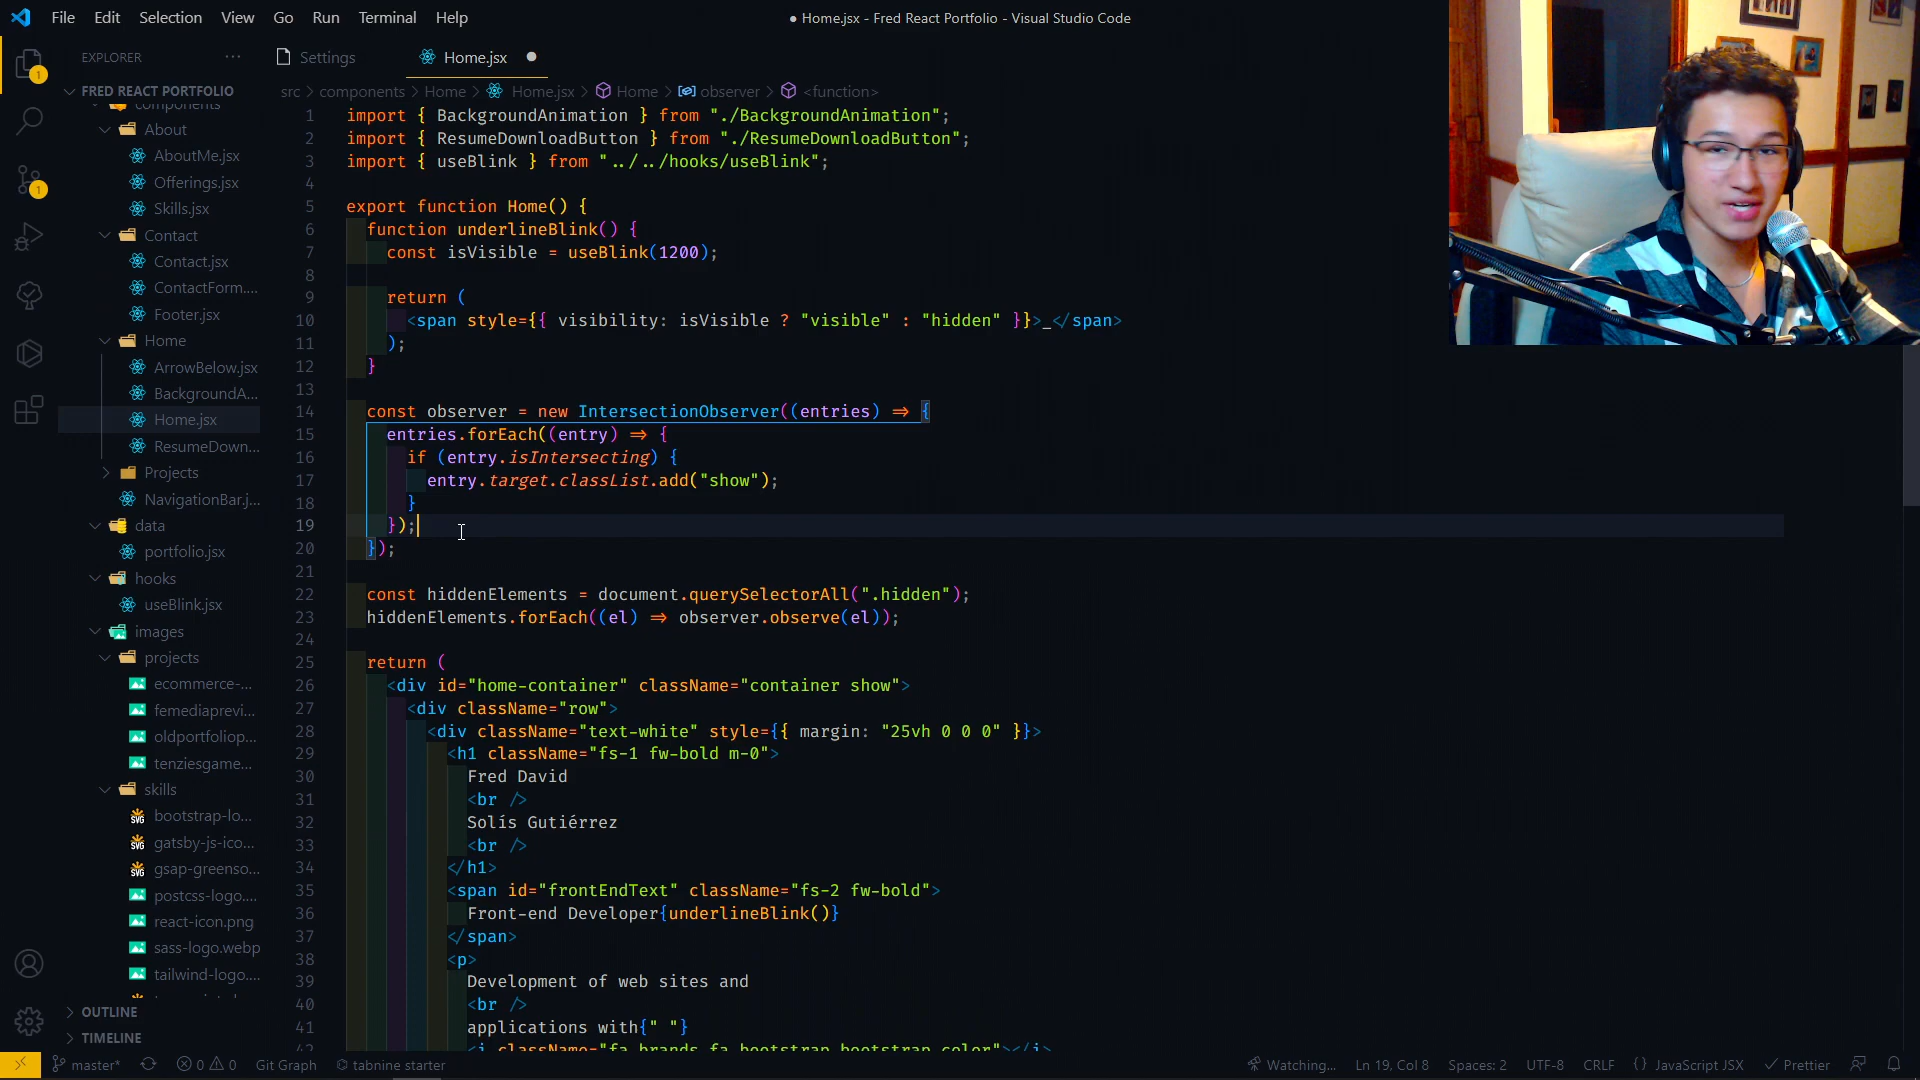 File Edit Selection View Go Run Terminal Help
● Home.jsx - Fred React Portfolio - Visual Studio Code
EXPLORER
Settings
Home.jsx
FRED REACT PORTFOLIO
components
About
AboutMe.jsx
Offerings.jsx
Skills.jsx
Contact
Contact.jsx
ContactForm....
Footer.jsx
Home
ArrowBelow.jsx
BackgroundA...
Home.jsx
ResumeDown...
Projects
NavigationBar.j...
data
portfolio.jsx
hooks
useBlink.jsx
images
projects
ecommerce-...
femediaprevi...
oldportfoliop...
tenziesgame...
skills
bootstrap-lo...
gatsby-js-ico...
gsap-greenso...
postcss-logo....
react-icon.png
sass-logo.webp
tailwind-logo....
OUTLINE
TIMELINE
src > components > Home > Home.jsx > Home > observer > <function>
1 import { BackgroundAnimation } from "./BackgroundAnimation";
2 import { ResumeDownloadButton } from "./ResumeDownloadButton";
3 import { useBlink } from "../../hooks/useBlink";
4
5 export function Home() {
6 function underlineBlink() {
7 const isVisible = useBlink(1200);
8
9 return (
10 <span style={{ visibility: isVisible ? "visible" : "hidden" }}>_</span>
11 );
12 }
13
14 const observer = new IntersectionObserver((entries) => {
15 entries.forEach((entry) => {
16 if (entry.isIntersecting) {
17 entry.target.classList.add("show");
18 }
19 });
20 });
21
22 const hiddenElements = document.querySelectorAll(".hidden");
23 hiddenElements.forEach((el) => observer.observe(el));
24
25 return (
26 <div id="home-container" className="container show">
27 <div className="row">
28 <div className="text-white" style={{ margin: "25vh 0 0 0" }}>
29 <h1 className="fs-1 fw-bold m-0">
30 Fred David
31 <br />
32 Solís Gutiérrez
33 <br />
34 </h1>
35 <span id="frontEndText" className="fs-2 fw-bold">
36 Front-end Developer{underlineBlink()}
37 </span>
38 <p>
39 Development of web sites and
40 <br />
41 applications with{" "}
42 <i className="fa-brands fa-bootstrap bootstrap-color"></i>
master* 0 0 Git Graph tabnine starter
Watching... Ln 19, Col 8 Spaces: 2 UTF-8 CRLF {} JavaScript JSX Prettier